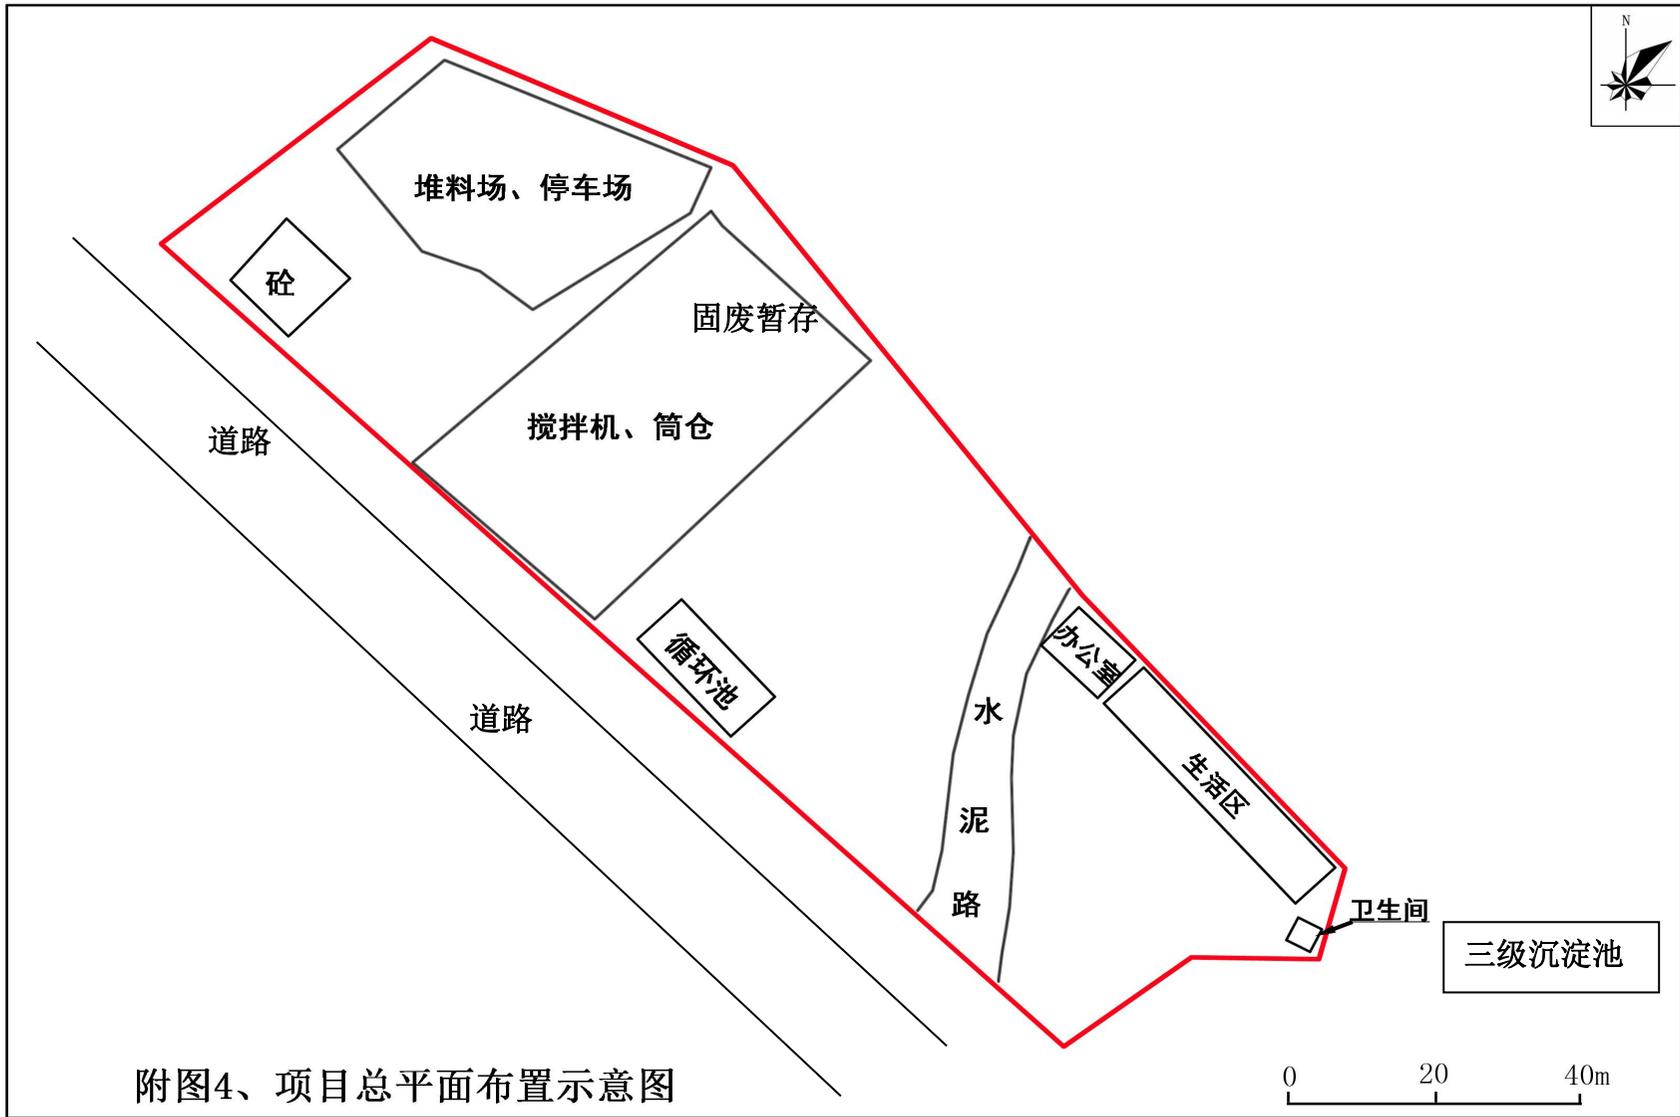 N
堆料场、停车场
砼
固废暂存
搅拌机、筒仓
道路
循环池
办公室
道路
水
泥
路
生活区
卫生间
三级沉淀池
附图4、项目总平面布置示意图
0 20 40m